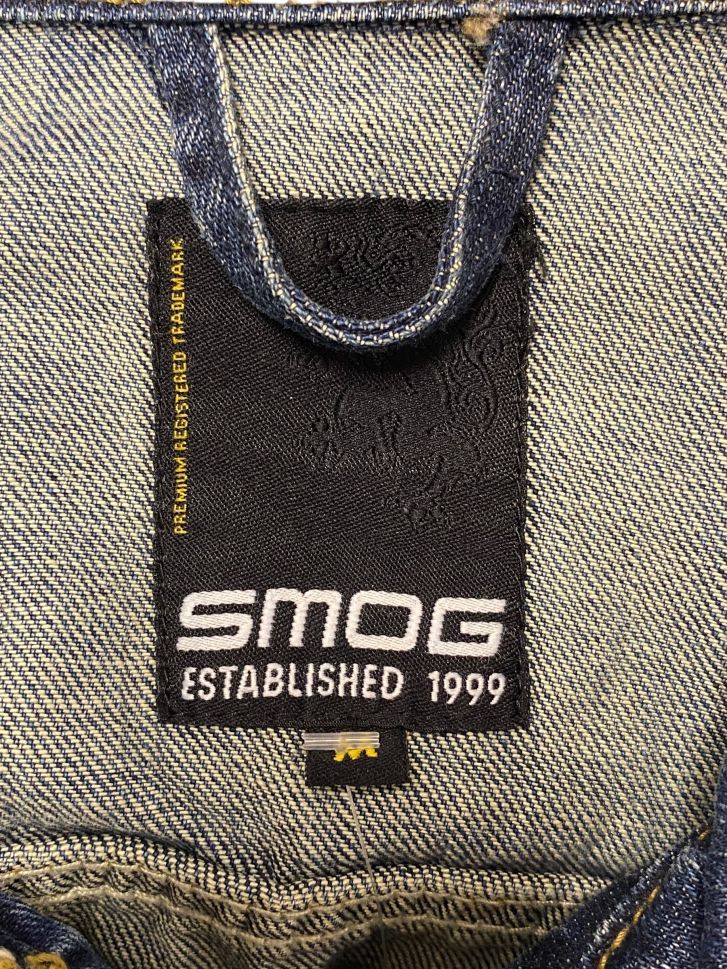 PREMIUM REGISTERED TRADEMARK
SMOG
ESTABLISHED 1999
M